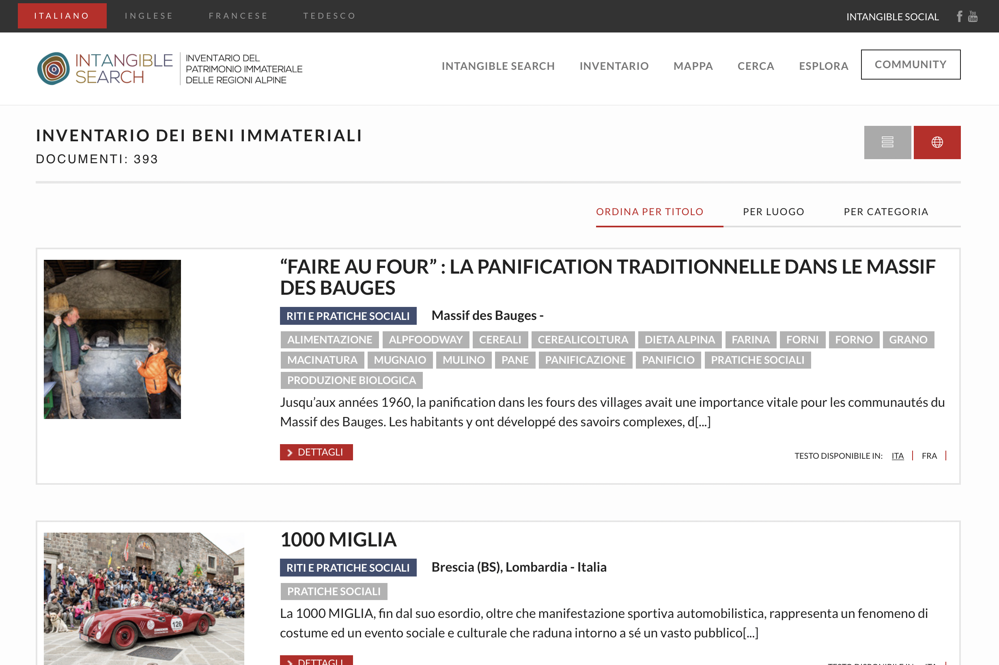 ITALIANO
INGLESE
FRANCESE
TEDESCO
INTANGIBLE SOCIAL
You
Tube
INTANGIBLE
SEARCH
INVENTARIO DEL
PATRIMONIO IMMATERIALE
DELLE REGIONI ALPINE
INTANGIBLE SEARCH
INVENTARIO
MAPPA
CERCA
ESPLORA
COMMUNITY
INVENTARIO DEI BENI IMMATERIALI
DOCUMENTI: 393
ORDINA PER TITOLO
PER LUOGO
PER CATEGORIA
“FAIRE AU FOUR” : LA PANIFICATION TRADITIONNELLE DANS LE MASSIF
DES BAUGES
RITI E PRATICHE SOCIALI Massif des Bauges -
ALIMENTAZIONE ALPFOODWAY CEREALI CEREALICOLTURA DIETA ALPINA FARINA FORNI FORNO GRANO
MACINATURA MUGNAIO MULINO PANE PANIFICAZIONE PANIFICIO PRATICHE SOCIALI
PRODUZIONE BIOLOGICA
Jusqu’aux années 1960, la panification dans les fours des villages avait une importance vitale pour les communautés du
Massif des Bauges. Les habitants y ont développé des savoirs complexes, d[...]
DETTAGLI
TESTO DISPONIBILE IN: ITA FRA
1000 MIGLIA
RITI E PRATICHE SOCIALI Brescia (BS), Lombardia - Italia
PRATICHE SOCIALI
La 1000 MIGLIA, fin dal suo esordio, oltre che manifestazione sportiva automobilistica, rappresenta un fenomeno di
costume ed un evento sociale e culturale che raduna intorno a sé un vasto pubblico[...]
126
DETTAGLI
TESTO DISPONIBILE IN: ITA